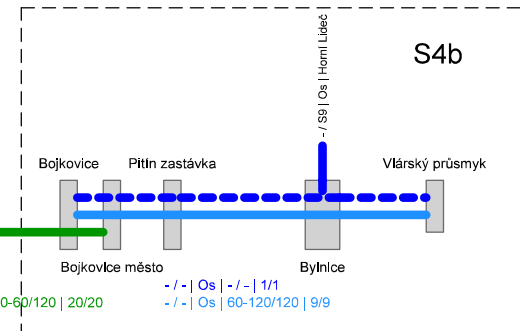 S4b
- / S9 | Os | Horní Lideč
Bojkovice
Pitín zastávka
Vlárský průsmyk
Bojkovice město
Bylnice
- / - | Os | - / - | 1/1
0-60/120 | 20/20
- / - | Os | 60-120/120 | 9/9